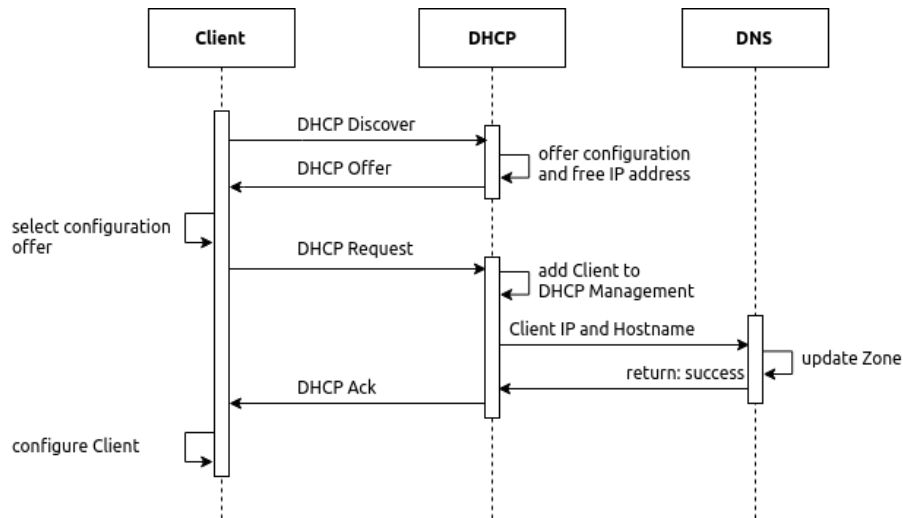 Client
DHCP
DNS
DHCP Discover
offer configuration
and free IP address
DHCP Offer
select configuration
offer
DHCP Request
add Client to
DHCP Management
Client IP and Hostname
update Zone
return: success
DHCP Ack
configure Client